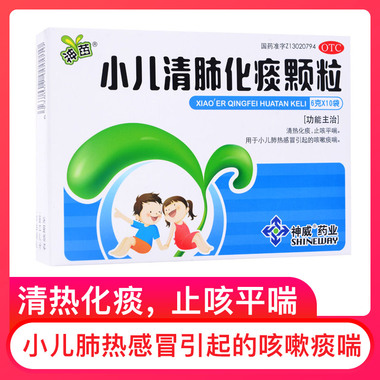 神苗
国药准字Z13020794 OTC
小儿清肺化痰颗粒
XIAO'ER QINGFEI HUATAN KELI 6克X10袋
[功能主治]
清热化痰,止咳平喘。
用于小儿肺热感冒引起的咳嗽痰喘。
神威®药业
SHINEWAY
清热化痰，止咳平喘
小儿肺热感冒引起的咳嗽痰喘